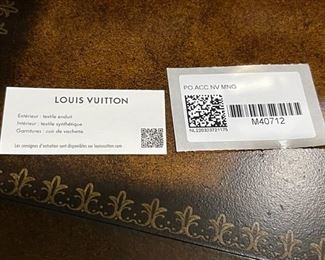 LOUIS VUITTON
Extérieur : textile enduit
Intérieur : textile synthétique
Garnitures : cuir de vachette
Les consignes d'entretien sont disponibles sur louisvuitton.com
PO.ACC.NV MNG
M40712